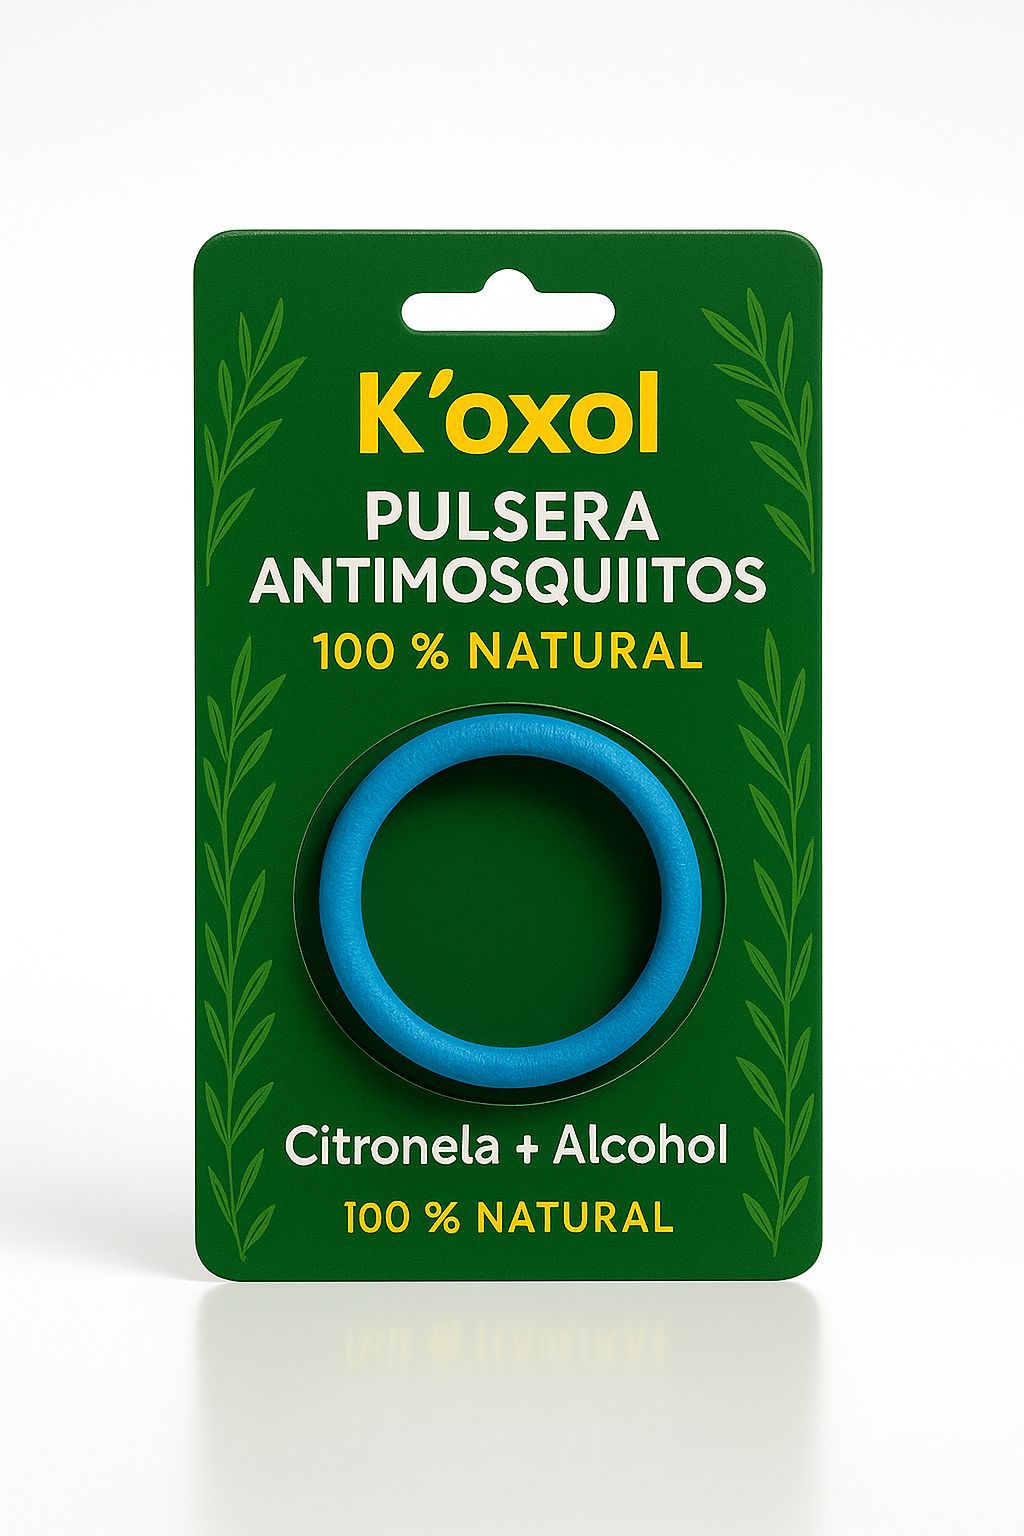 K'oxol
PULSERA
ANTIMOSQUIITOS
100 % NATURAL
Citronela + Alcohol
100 % NATURAL